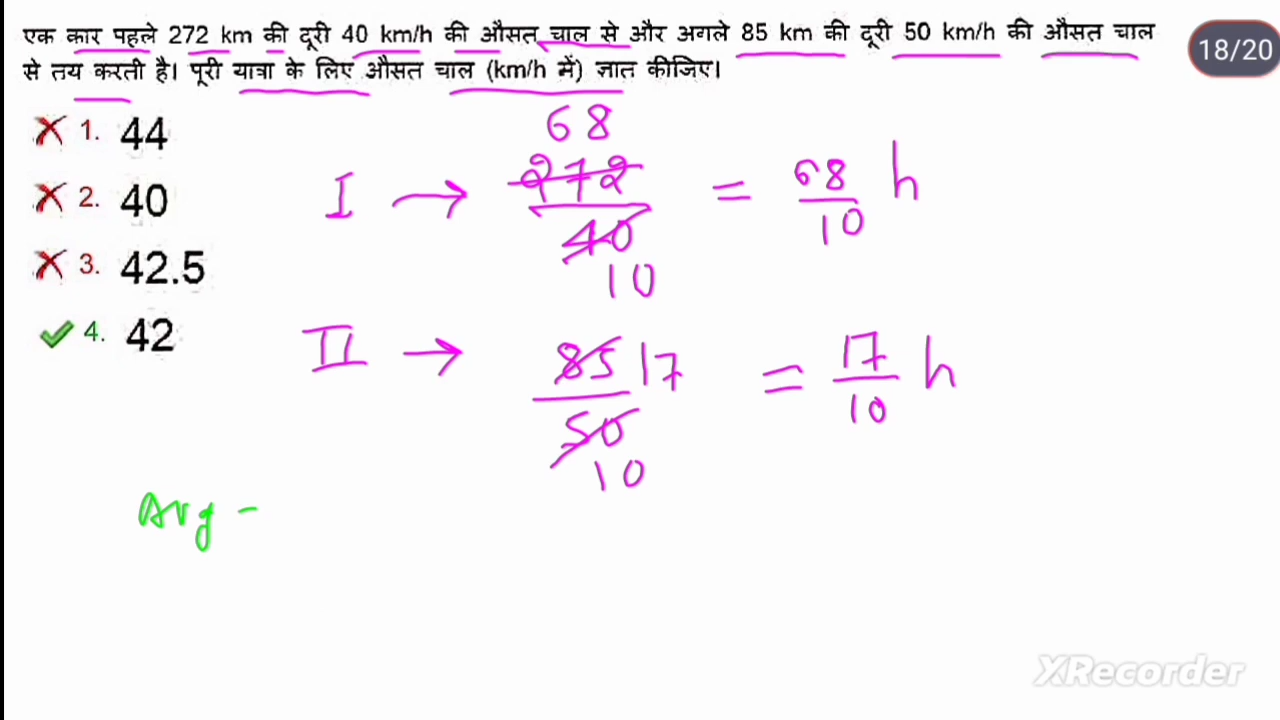 एक कार पहले 272 km की दूरी 40 km/h की औसत चाल से और अगले 85 km की दूरी 50 km/h की औसत चाल
से तय करती है। पूरी यात्रा के लिए औसत चाल (km/h में) ज्ञात कीजिए।
18/20
1. 44
2. 40
3. 42.5
4. 42
68
I → 272/40 = 68/10 h
10
II → 85/50 17 = 17/10 h
10
Avg -
XRecorder